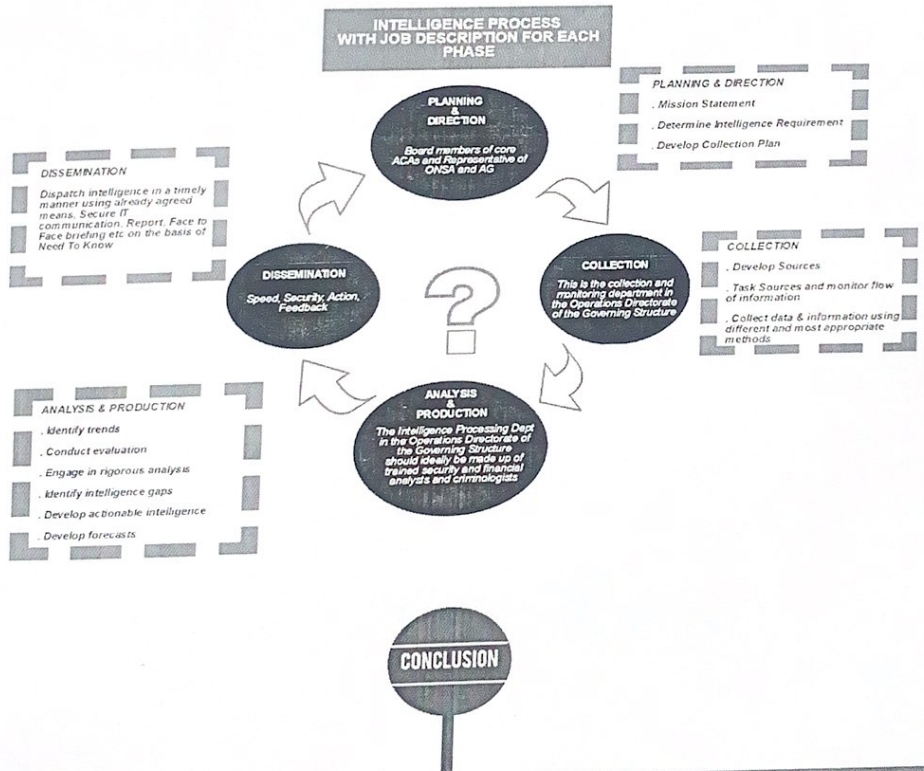 INTELLIGENCE PROCESS
WITH JOB DESCRIPTION FOR EACH
PHASE
PLANNING
&
DIRECTION
Board members of core
ACAs and Representative of
ONSA and AG
PLANNING & DIRECTION
. Mission Statement
. Determine Intelligence Requirement
. Develop Collection Plan
DISSEMINATION
Dispatch intelligence in a timely
manner using already agreed
means, Secure IT
communication, Report, Face to
Face briefing etc on the basis of
Need To Know
DISSEMINATION
Speed, Security, Action,
Feedback
?
COLLECTION
This is the collection and
monitoring department in
the Operations Directorate
of the Governing Structure
COLLECTION
. Develop Sources
. Task Sources and monitor flow
of information
. Collect data & information using
different and most appropriate
methods
ANALYSIS & PRODUCTION
. Identify trends
. Conduct evaluation
. Engage in rigorous analysis
. Identify intelligence gaps
. Develop actionable intelligence
. Develop forecasts
ANALYSIS
&
PRODUCTION
The Intelligence Processing Dept
in the Operations Directorate of
the Governing Structure
should ideally be made up of
trained security and financial
analysts and criminologists
CONCLUSION